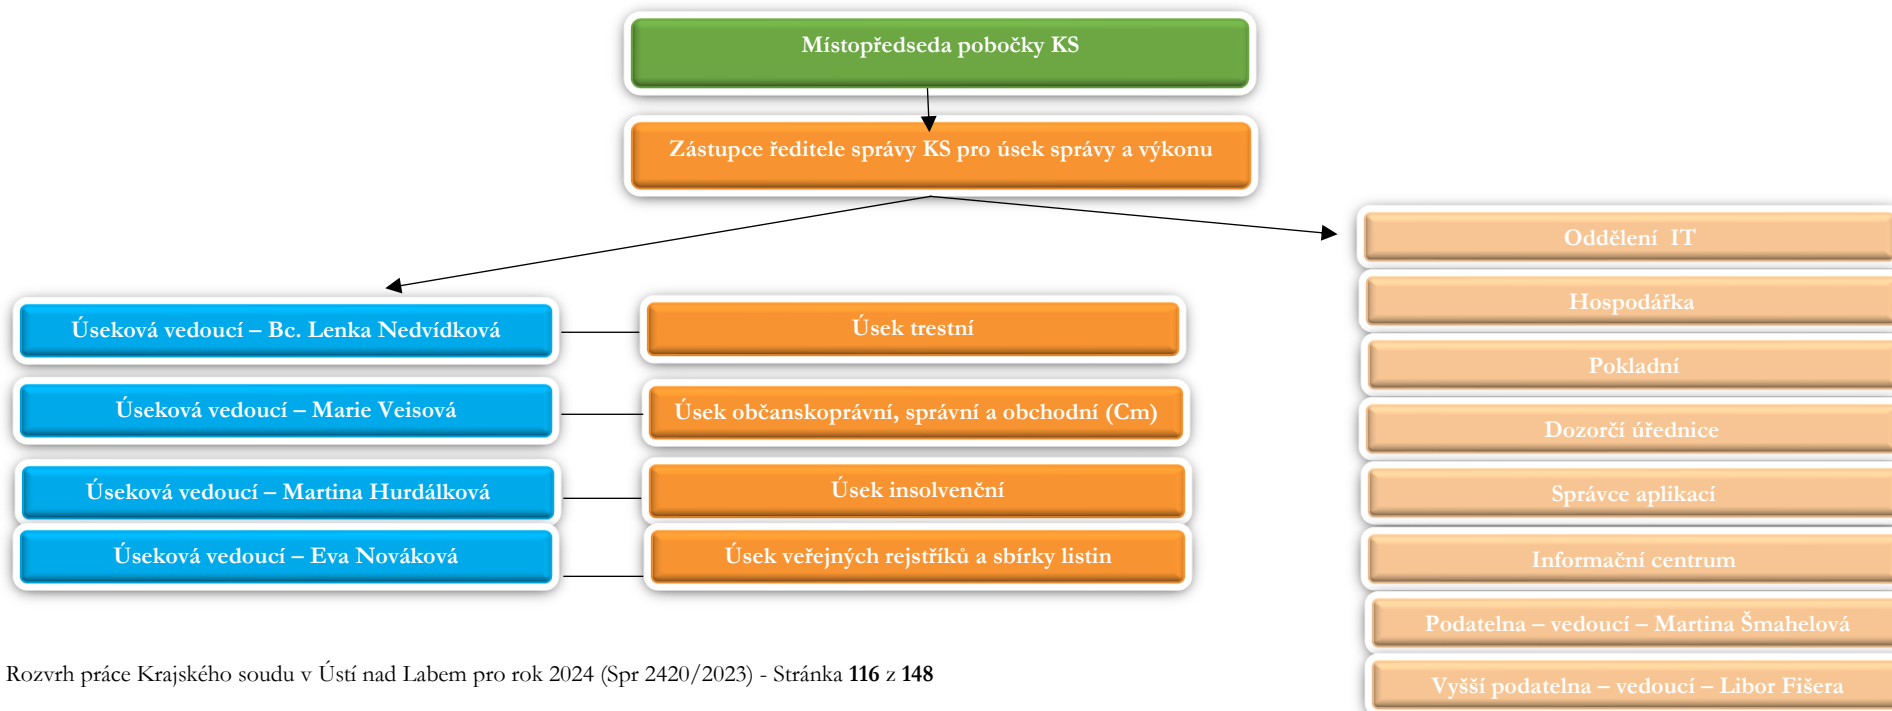 Místopředseda pobočky KS
Zástupce ředitele správy KS pro úsek správy a výkonu
Úseková vedoucí – Bc. Lenka Nedvídková
Úsek trestní
Úseková vedoucí – Marie Veisová
Úsek občanskoprávní, správní a obchodní (Cm)
Úseková vedoucí – Martina Hurdálková
Úsek insolvenční
Úseková vedoucí – Eva Nováková
Úsek veřejných rejstříků a sbírky listin
Oddělení IT
Hospodářka
Pokladní
Dozorčí úřednice
Správce aplikací
Informační centrum
Podatelna – vedoucí – Martina Šmahelová
Vyšší podatelna – vedoucí – Libor Fišera
Rozvrh práce Krajského soudu v Ústí nad Labem pro rok 2024 (Spr 2420/2023) - Stránka 116 z 148